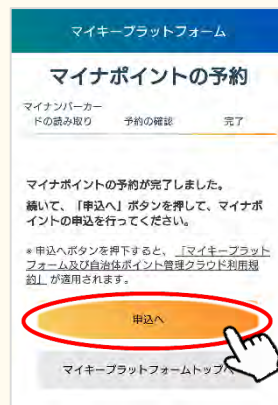 マイキープラットフォーム
マイナポイントの予約
マイナンバーカー
ドの読み取り
予約の確認
完了
マイナポイントの予約が完了しました。
続いて、「申込へ」ボタンを押して、マイナポ
イントの申込を行ってください。
※申込へボタンを押下すると、「マイキープラット
フォーム及び自治体ポイント管理クラウド利用規
約」が適用されます。
申込へ
マイキープラットフォームトップへ